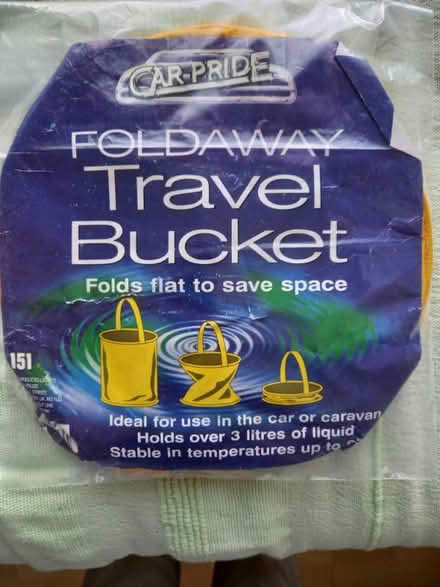 CAR-PRIDE
FOLDAWAY
Travel
Bucket
Folds flat to save space
151
Ideal for use in the car or caravan
Holds over 3 litres of liquid
Stable in temperatures up to